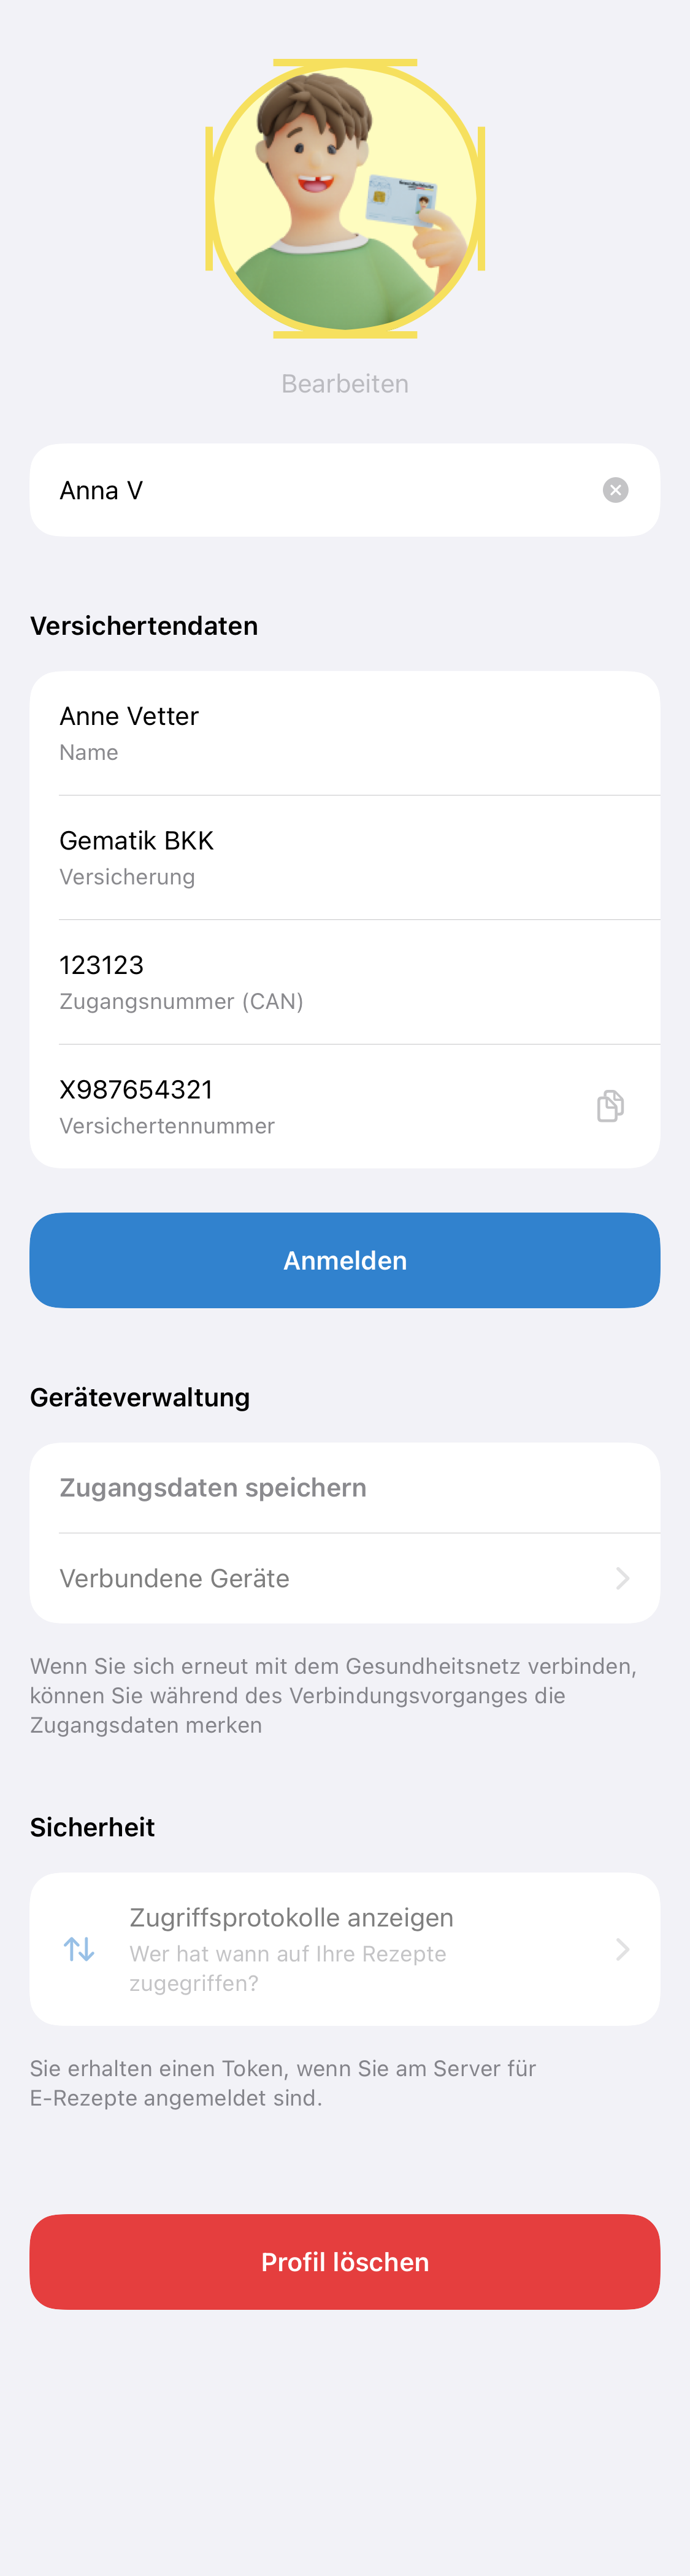 Bearbeiten
Anna V
Versichertendaten
Anne Vetter
Name
Gematik BKK
Versicherung
123123
Zugangsnummer (CAN)
X987654321
Versichertennummer
Anmelden
Geräteverwaltung
Zugangsdaten speichern
Verbundene Geräte
Wenn Sie sich erneut mit dem Gesundheitsnetz verbinden,
können Sie während des Verbindungsvorganges die
Zugangsdaten merken
Sicherheit
Zugriffsprotokolle anzeigen
Wer hat wann auf Ihre Rezepte
zugegriffen?
Sie erhalten einen Token, wenn Sie am Server für
E-Rezepte angemeldet sind.
Profil löschen